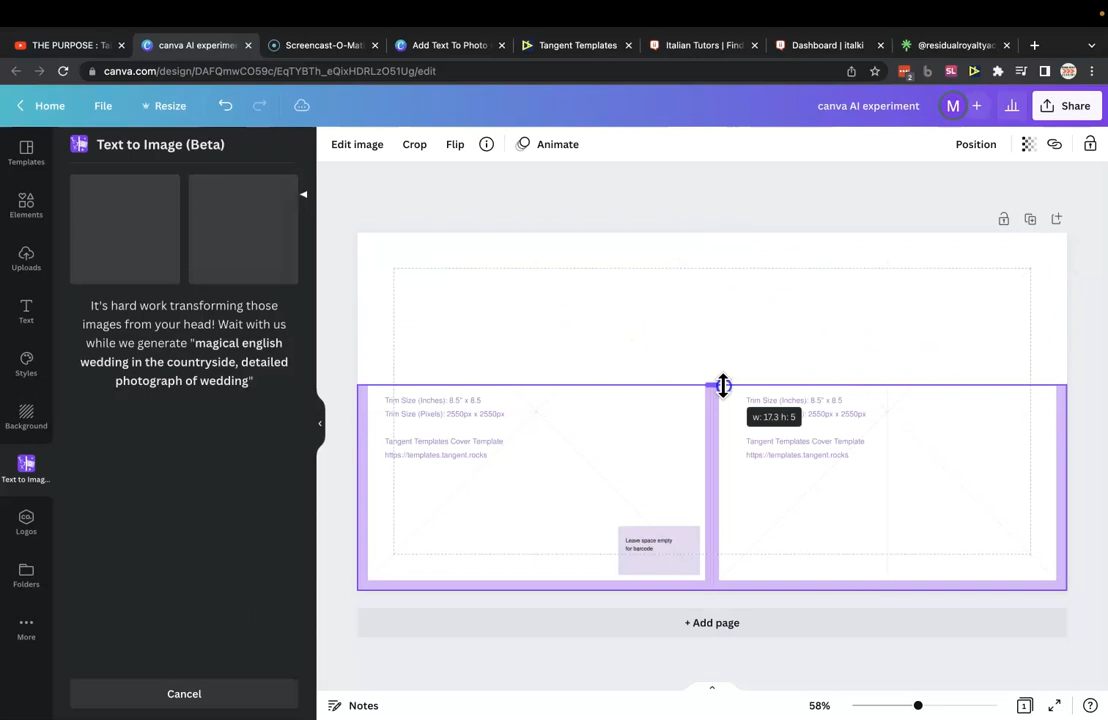 THE PURPOSE : Ta
canva AI experimer
Screencast-O-Mati
Add Text To Photo
Tangent Templates
Italian Tutors | Find
Dashboard | italki
@residualroyaltyac
canva.com/design/DAFQmwCO59c/EqTYBTh_eQixHDRLzO51Ug/edit
SL
2
Home
File
Resize
canva AI experiment
M
Share
Templates
Elements
Uploads
Text
Styles
Background
Text to Imag...
CO.
Logos
Folders
More
Text to Image (Beta)
It's hard work transforming those
images from your head! Wait with us
while we generate "magical english
wedding in the countryside, detailed
photograph of wedding"
Cancel
Edit image
Crop
Flip
Animate
Position
Trim Size (Inches): 8.5" x 8.5
Trim Size (Pixels): 2550px x 2550px
Tangent Templates Cover Template
https://templates.tangent.rocks
Leave space empty
for barcode
Trim Size (Inches): 8.5" x 8.5
w: 17.3 h: 5
2550px x 2550px
Tangent Templates Cover Template
https://templates.tangent.rocks
+ Add page
Notes
58%
1